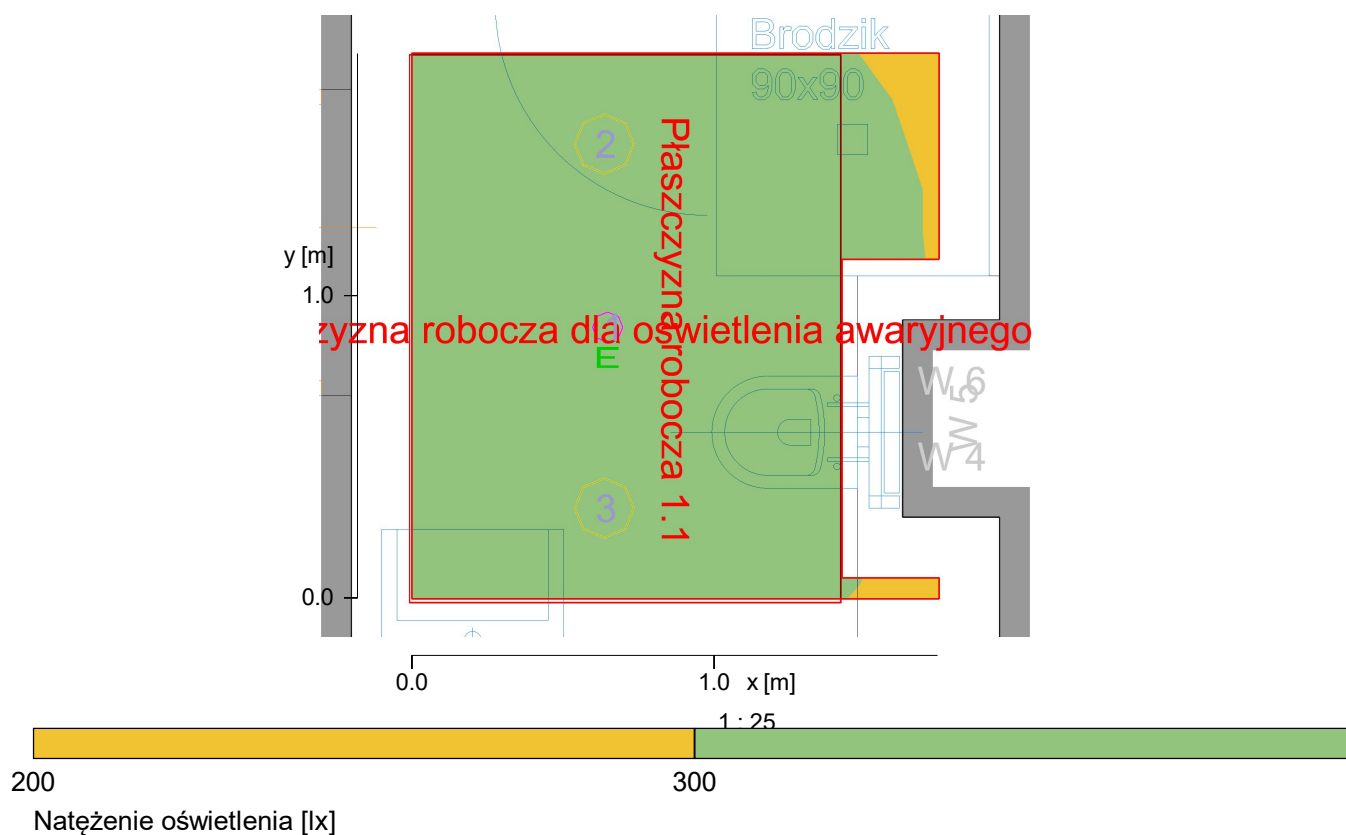 Brodzik
90x90
2
Płaszczyzna robocza 1.1
y [m]
1.0
zyzna robocza dla oświetlenia awaryjnego
E
W 6
W 5
W 4
3
0.0
0.0
1.0
x [m]
1 : 25
200
300
Natężenie oświetlenia [lx]